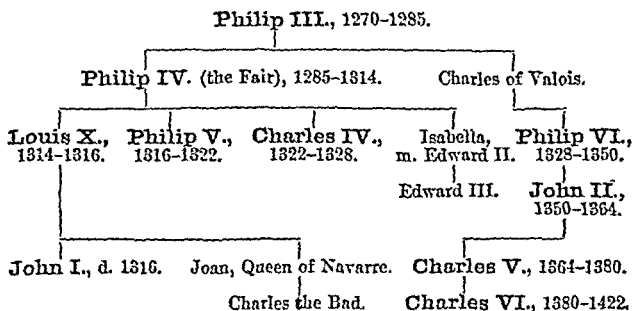 Philip III., 1270-1285.
Philip IV. (the Fair), 1285-1314. Charles of Valois.
Louis X., Philip V., Charles IV., Isabella, Philip VI.,
1314-1316. 1316-1322. 1322-1328. m. Edward II. 1328-1350.
Edward III. John II.,
1350-1364.
John I., d. 1316. Joan, Queen of Navarre. Charles V., 1364-1380.
Charles the Bad. Charles VI., 1380-1422.